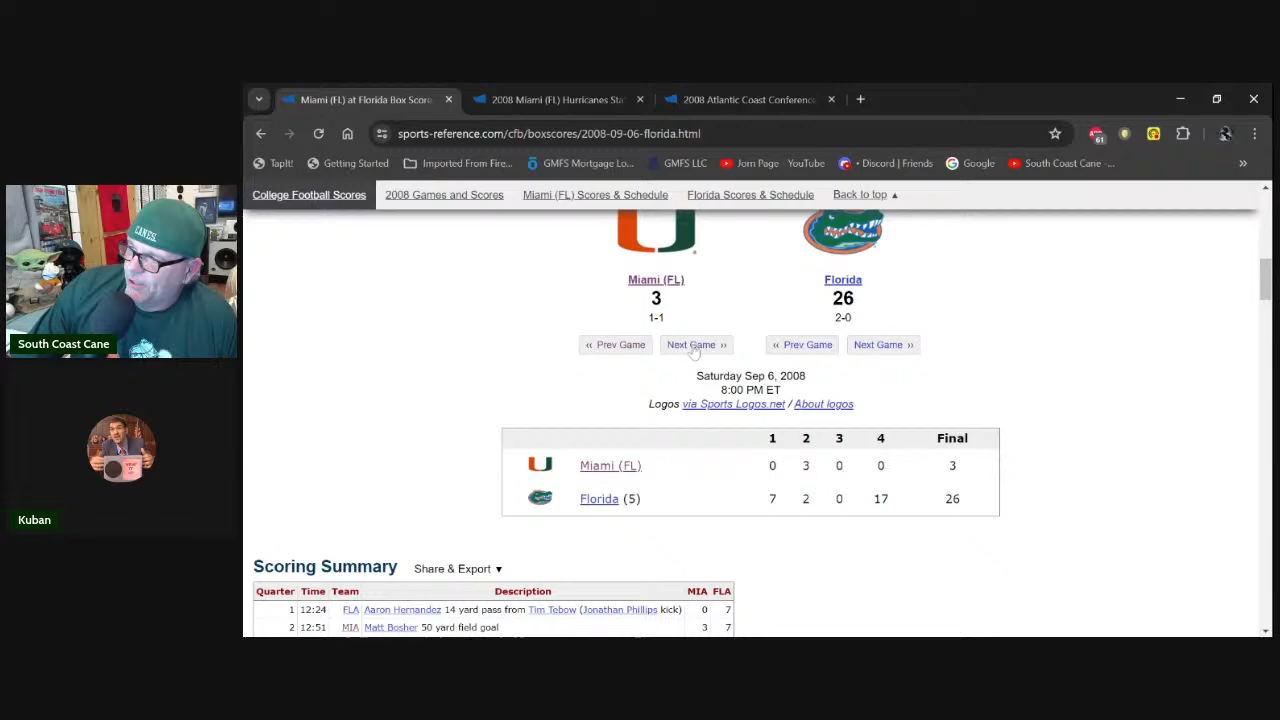 Miami (FL) at Florida Box Score
2008 Miami (FL) Hurricanes Sta
2008 Atlantic Coast Conference
sports-reference.com/cfb/boxscores/2008-09-06-florida.html
61
TapIt!
Getting Started
Imported From Fire...
GMFS Mortgage Lo...
GMFS LLC
Jorn Page
YouTube
• Discord | Friends
Google
South Coast Cane -...
College Football Scores
2008 Games and Scores
Miami (FL) Scores & Schedule
Florida Scores & Schedule
Back to top ▲
CANES
South Coast Cane
Kuban
Miami (FL)
Florida
3
26
1-1
2-0
‹‹ Prev Game
Next Game ››
‹‹ Prev Game
Next Game ››
Saturday Sep 6, 2008
8:00 PM ET
Logos via Sports Logos.net / About logos
1 2 3 4 Final
Miami (FL) 0 3 0 0 3
Florida (5) 7 2 0 17 26
Scoring Summary Share & Export ▼
Quarter Time Team Description MIA FLA
1 12:24 FLA Aaron Hernandez 14 yard pass from Tim Tebow (Jonathan Phillips kick) 0 7
2 12:51 MIA Matt Bosher 50 yard field goal 3 7